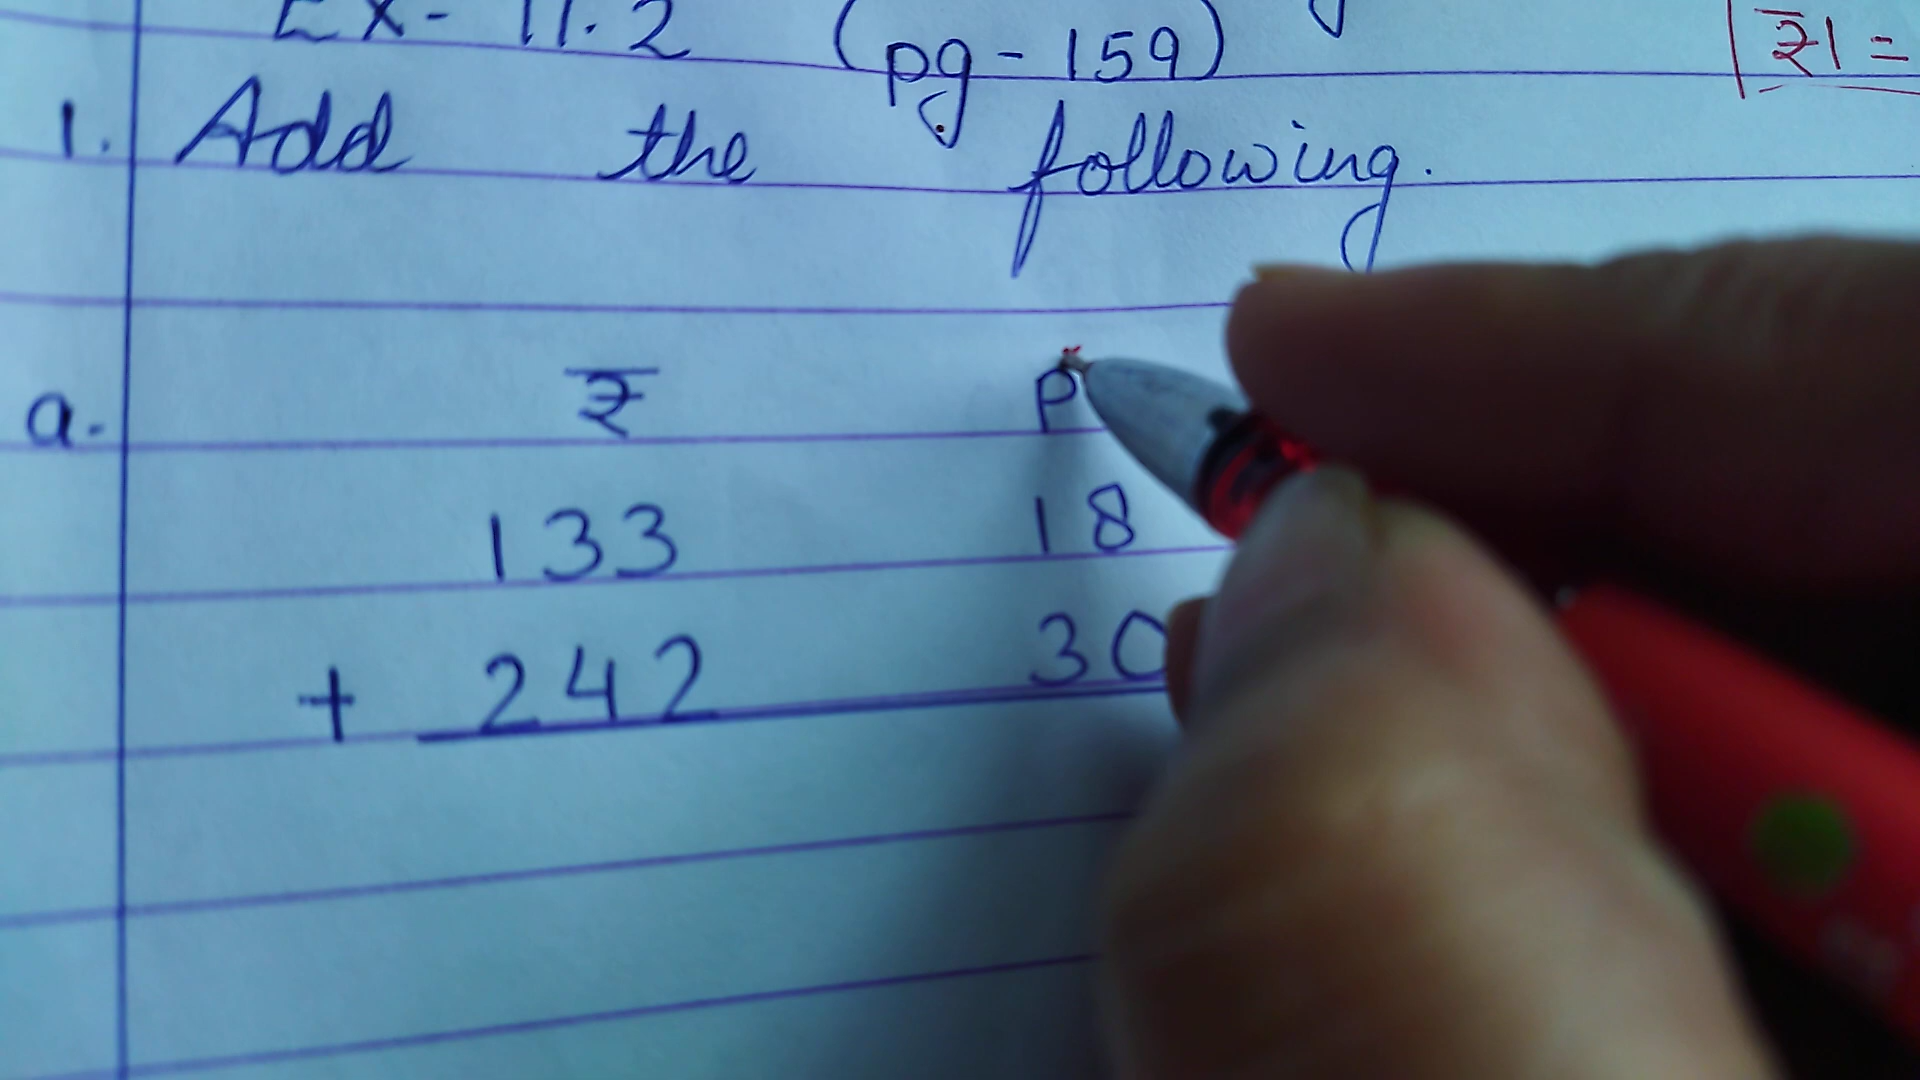 Ex- 11.2 (pg-159)
₹1 =
1. Add the following.
a. ₹ P
133 18
+ 242 30